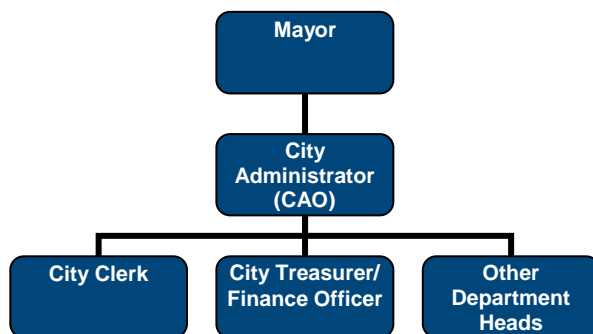 Mayor
City
Administrator
(CAO)
City Clerk
City Treasurer/
Finance Officer
Other
Department
Heads